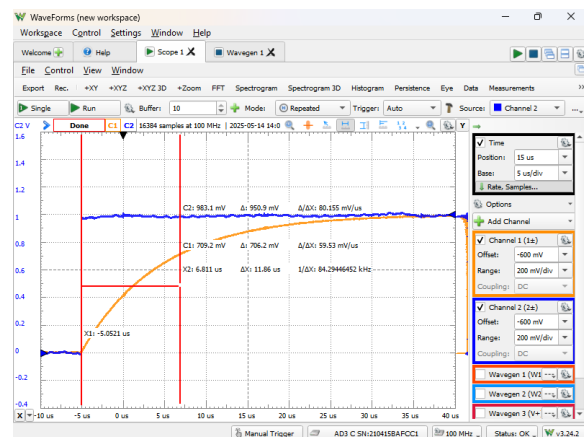 WaveForms (new workspace)
Workspace Control Settings Window Help
Welcome Help Scope 1 Wavegen 1
File Control View Window
Export Rec. +XY +XYZ +XYZ 3D +Zoom FFT Spectrogram Spectrogram 3D Histogram Persistence Eye Data Measurements
Single Run Buffer: 10 Mode: Repeated Trigger: Auto Source: Channel 2
C2 V Done C1 C2 16384 samples at 100 MHz | 2025-05-14 14:0 Y
1.6
1.4
1.2
1
0.8
0.6
0.4
0.2
0
-0.2
-0.4
C2: 983.1 mV Δ: 950.9 mV Δ/ΔX: 80.155 mV/us
C1: 709.2 mV Δ: 706.2 mV Δ/ΔX: 59.53 mV/us
X2: 6.811 us ΔX: 11.86 us 1/ΔX: 84.29446452 kHz
X1: -5.0521 us
X -10 us -5 us 0 us 5 us 10 us 15 us 20 us 25 us 30 us 35 us 40 us
Time
Position: 15 us
Base: 5 us/div
Rate, Samples...
Options
Add Channel
Channel 1 (1±)
Offset: -600 mV
Range: 200 mV/div
Coupling: DC
Channel 2 (2±)
Offset: -600 mV
Range: 200 mV/div
Coupling: DC
Wavegen 1 (W1
Wavegen 2 (W2
Wavegen 3 (V+
Manual Trigger AD3 C SN:210415BAFCC1 100 MHz Status: OK v3.24.2